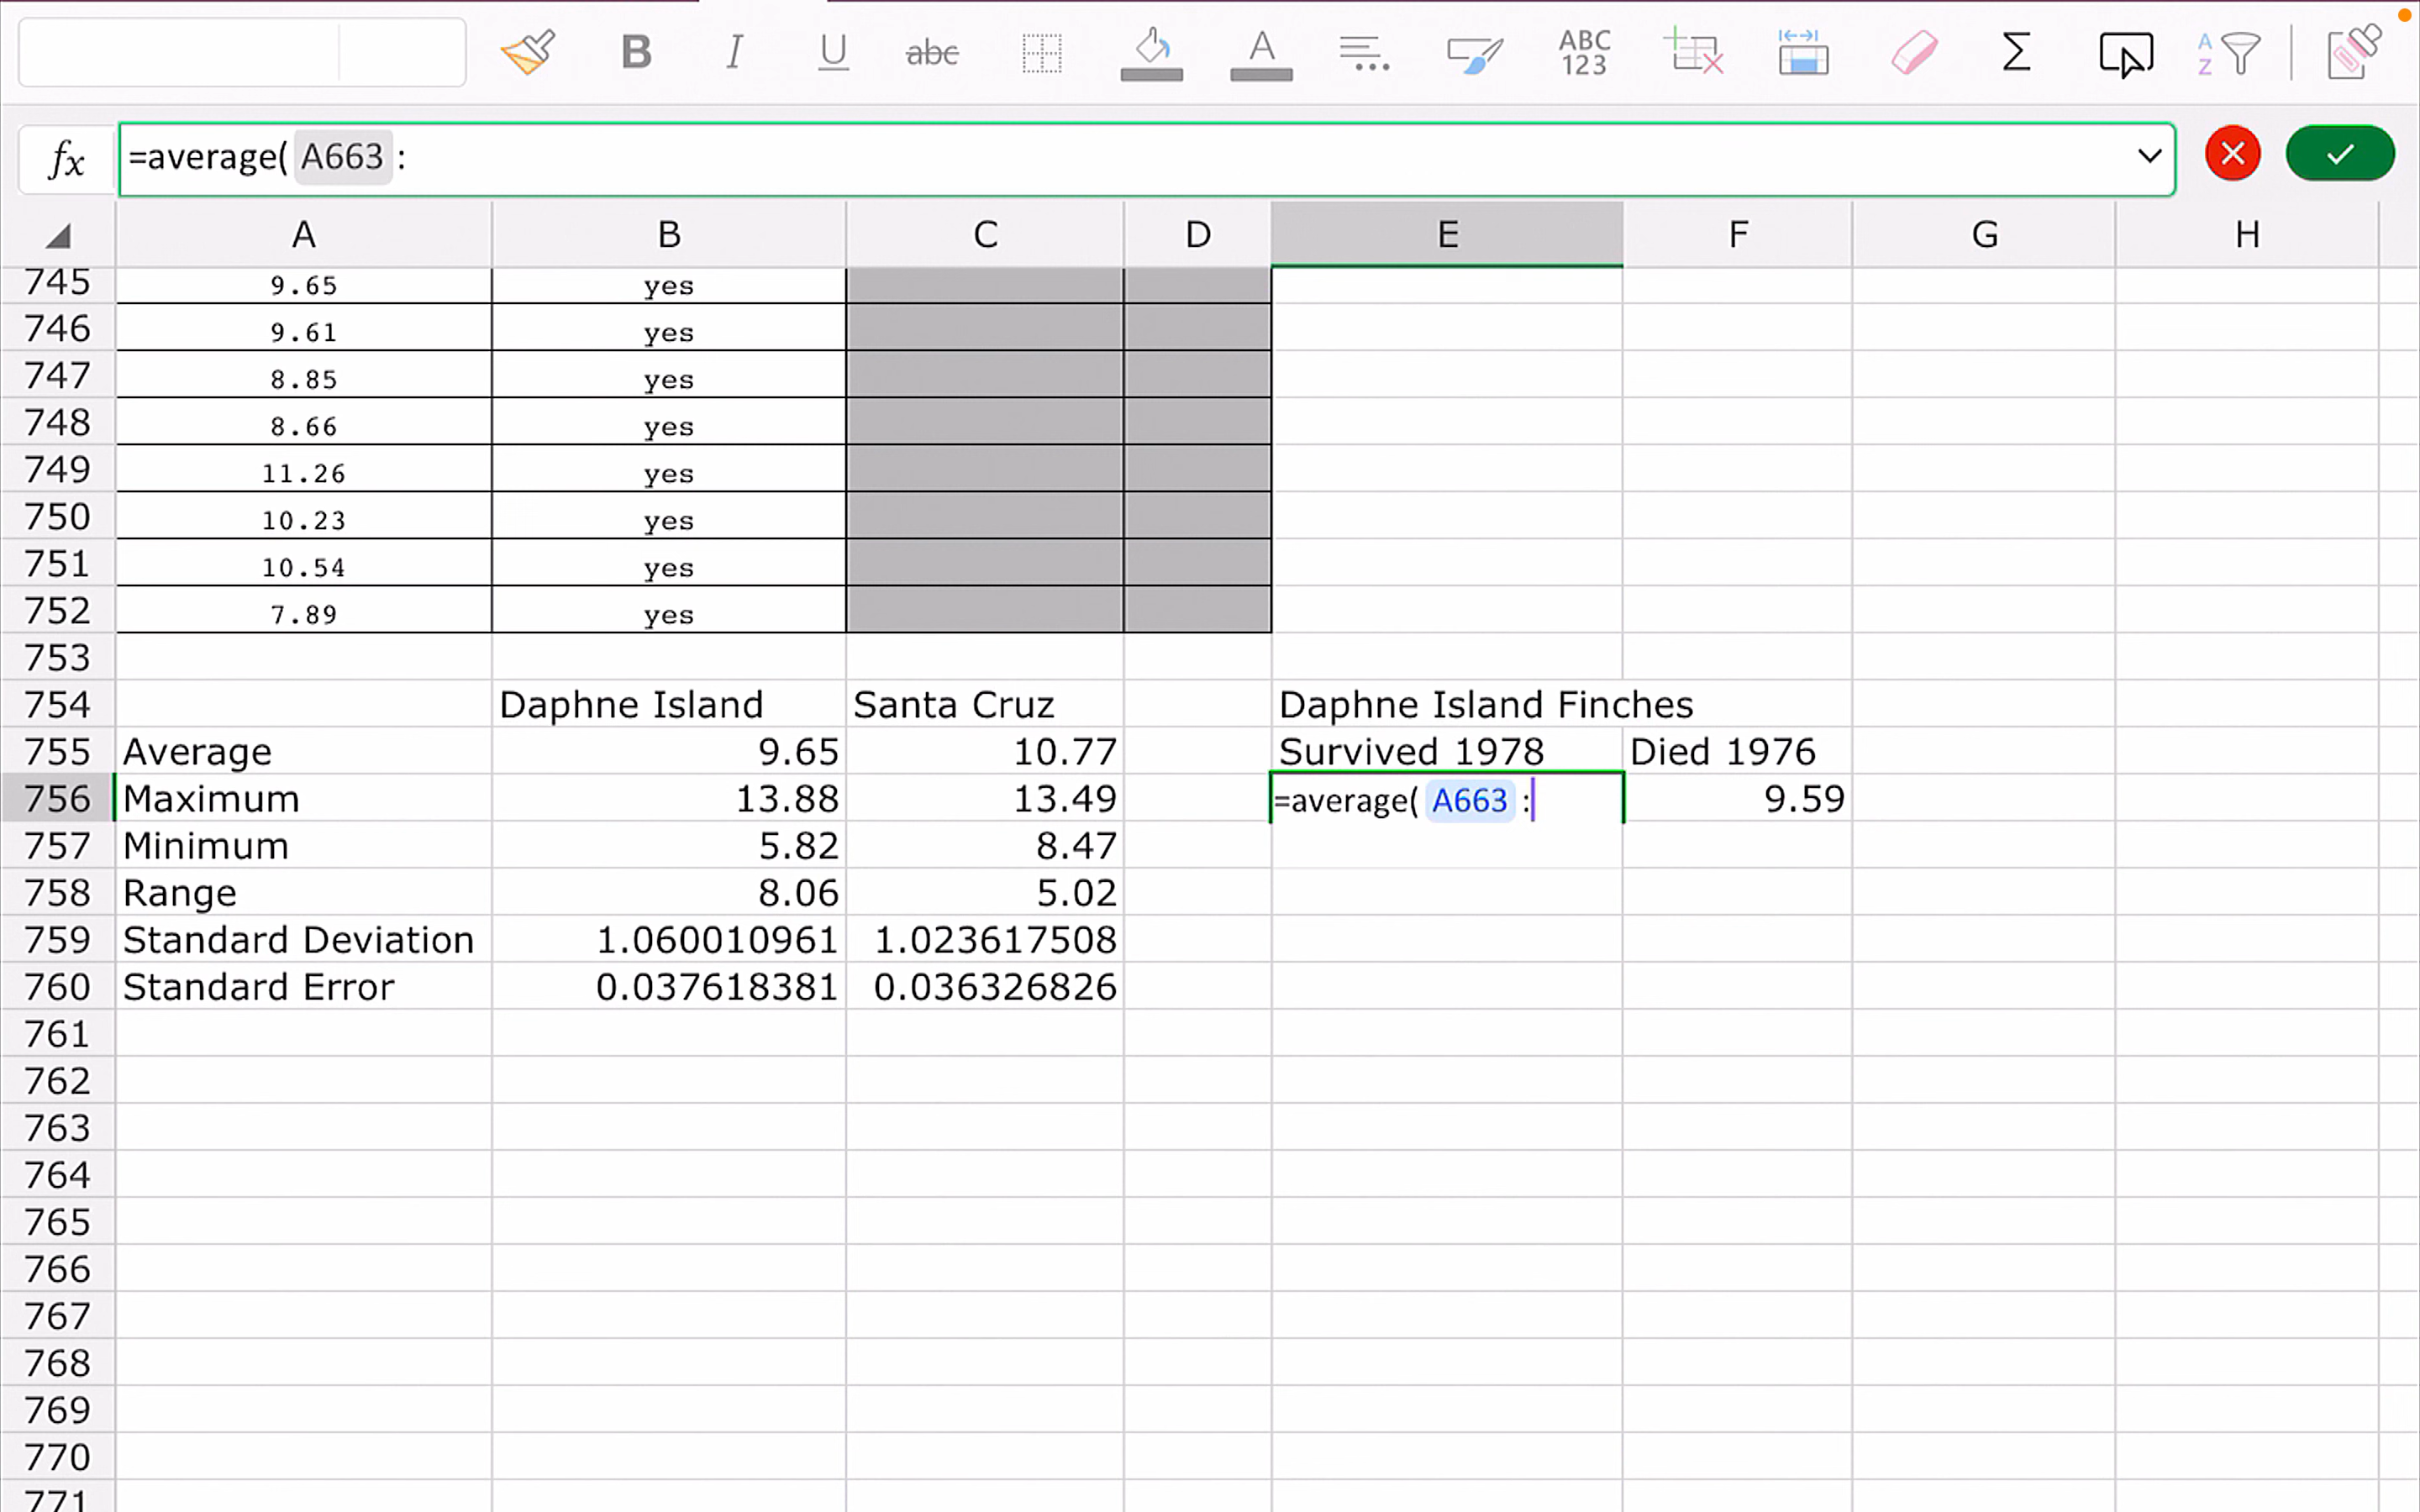 B I U abc A ABC 123 Σ A Z
fx =average( A663 :
A B C D E F G H
745 9.65 yes
746 9.61 yes
747 8.85 yes
748 8.66 yes
749 11.26 yes
750 10.23 yes
751 10.54 yes
752 7.89 yes
753
754 Daphne Island Santa Cruz Daphne Island Finches
755 Average 9.65 10.77 Survived 1978 Died 1976
756 Maximum 13.88 13.49 =average( A663 : 9.59
757 Minimum 5.82 8.47
758 Range 8.06 5.02
759 Standard Deviation 1.060010961 1.023617508
760 Standard Error 0.037618381 0.036326826
761
762
763
764
765
766
767
768
769
770
771